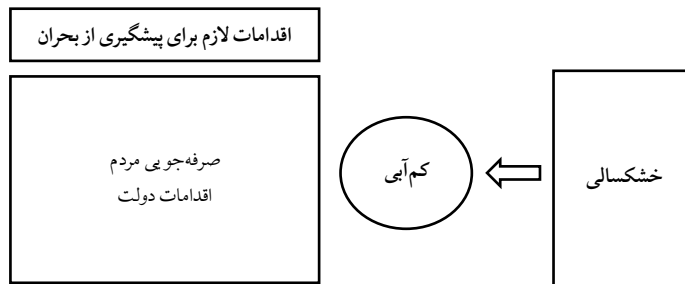 اقدامات لازم برای پیشگیری از بحران
خشکسالی
کم‌آبی
صرفه‌جویی مردم
اقدامات دولت